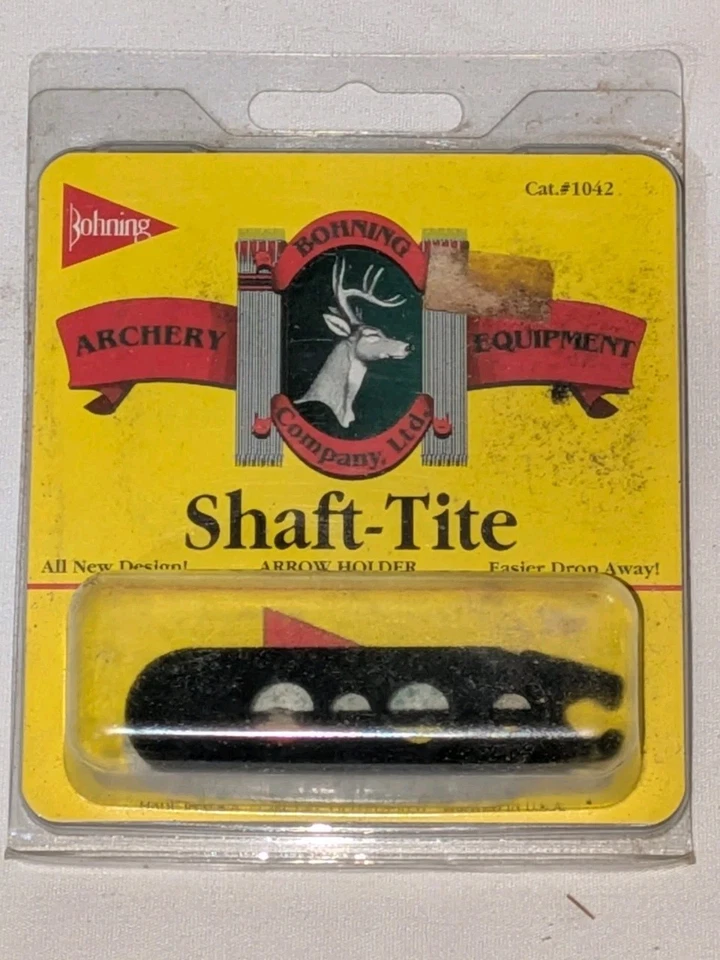 Cat.#1042
Bohning
BOHNING
ARCHERY
EQUIPMENT
Company, Ltd.
Shaft-Tite
All New Design!
ARROW HOLDER
Easier Drop Away!